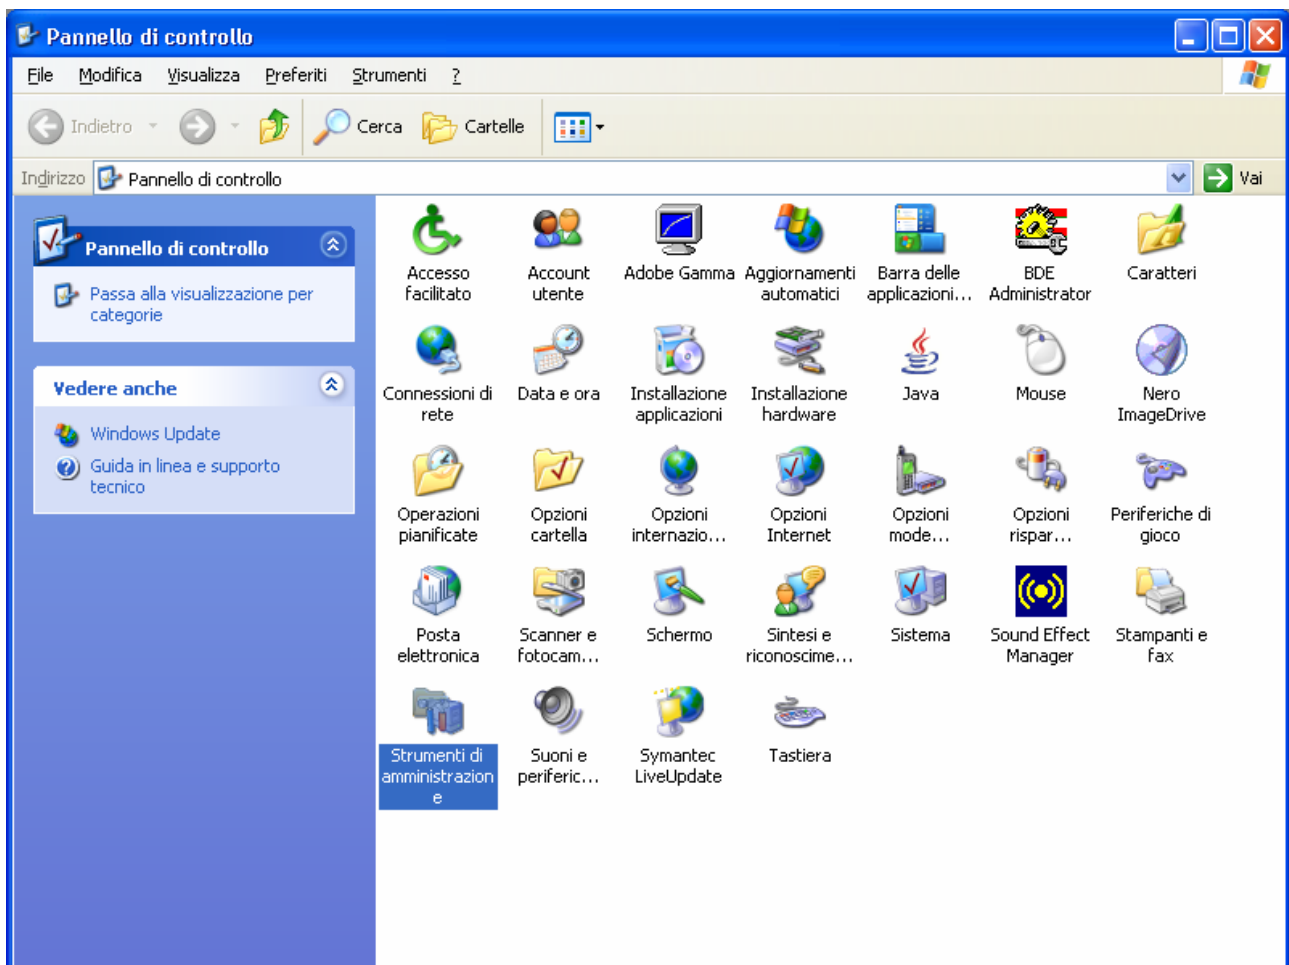 Pannello di controllo
File Modifica Visualizza Preferiti Strumenti ?
Indietro Cerca Cartelle
Indirizzo Pannello di controllo Vai
Pannello di controllo
Passa alla visualizzazione per
categorie
Vedere anche
Windows Update
Guida in linea e supporto
tecnico
Accesso
facilitato
Account
utente
Adobe Gamma
Aggiornamenti
automatici
Barra delle
applicazioni...
BDE
Administrator
Caratteri
Connessioni di
rete
Data e ora
Installazione
applicazioni
Installazione
hardware
Java
Mouse
Nero
ImageDrive
Operazioni
pianificate
Opzioni
cartella
Opzioni
internazio...
Opzioni
Internet
Opzioni
mode...
Opzioni
rispar...
Periferiche di
gioco
Posta
elettronica
Scanner e
fotocam...
Schermo
Sintesi e
riconoscime...
Sistema
Sound Effect
Manager
Stampanti e
fax
Strumenti di
amministrazion
e
Suoni e
periferic...
Symantec
LiveUpdate
Tastiera